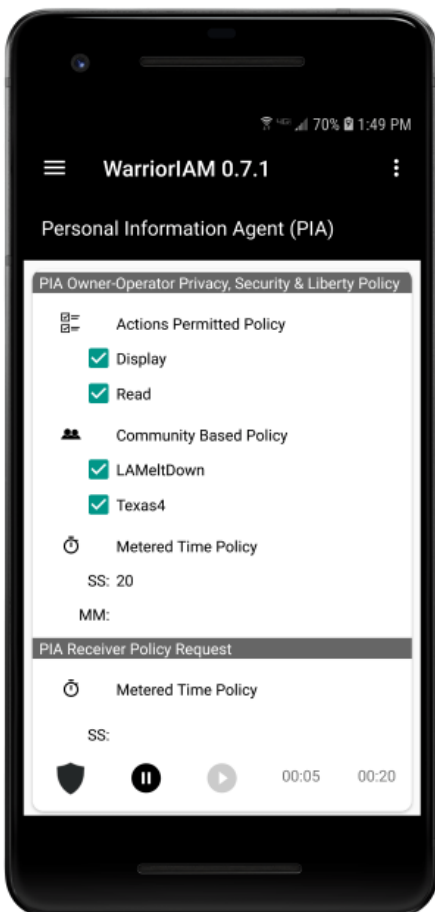 70% 1:49 PM
WarriorIAM 0.7.1
Personal Information Agent (PIA)
PIA Owner-Operator Privacy, Security & Liberty Policy
Actions Permitted Policy
Display
Read
Community Based Policy
LAMeltDown
Texas4
Metered Time Policy
SS: 20
MM:
PIA Receiver Policy Request
Metered Time Policy
SS:
00:05 00:20